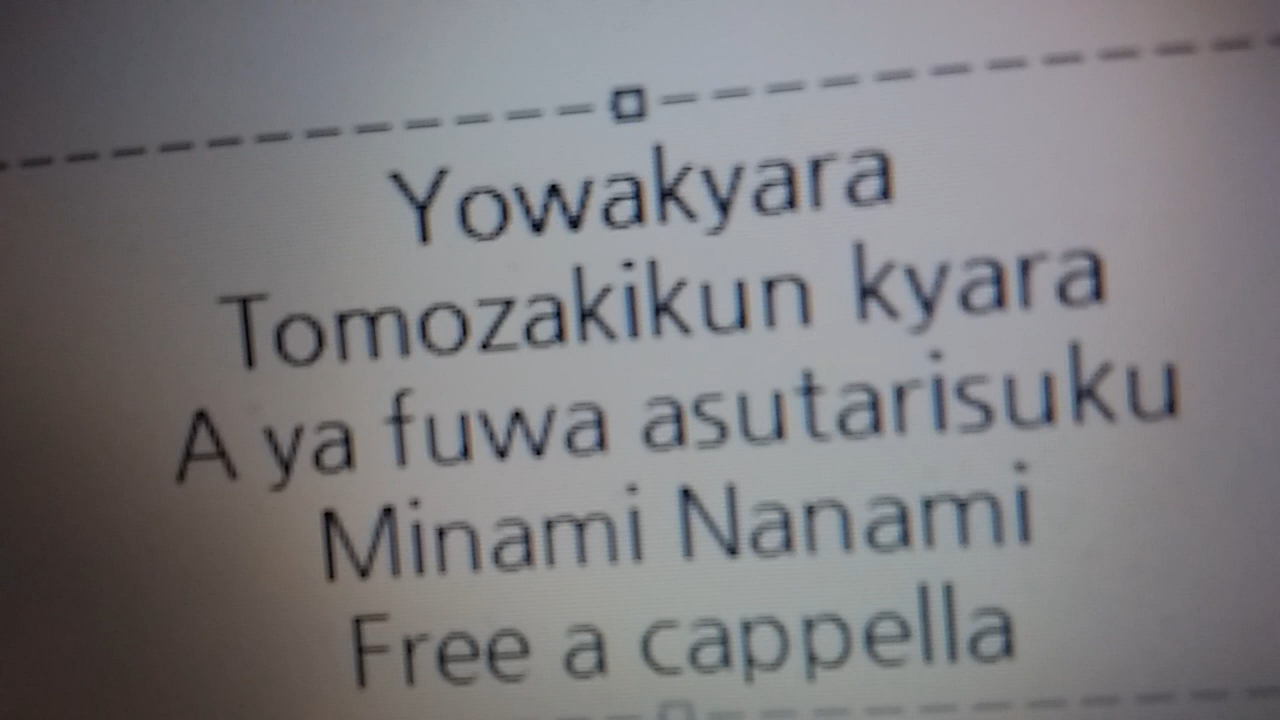 Yowakyara
Tomozakikun kyara
A ya fuwa asutarisuku
Minami Nanami
Free a cappella